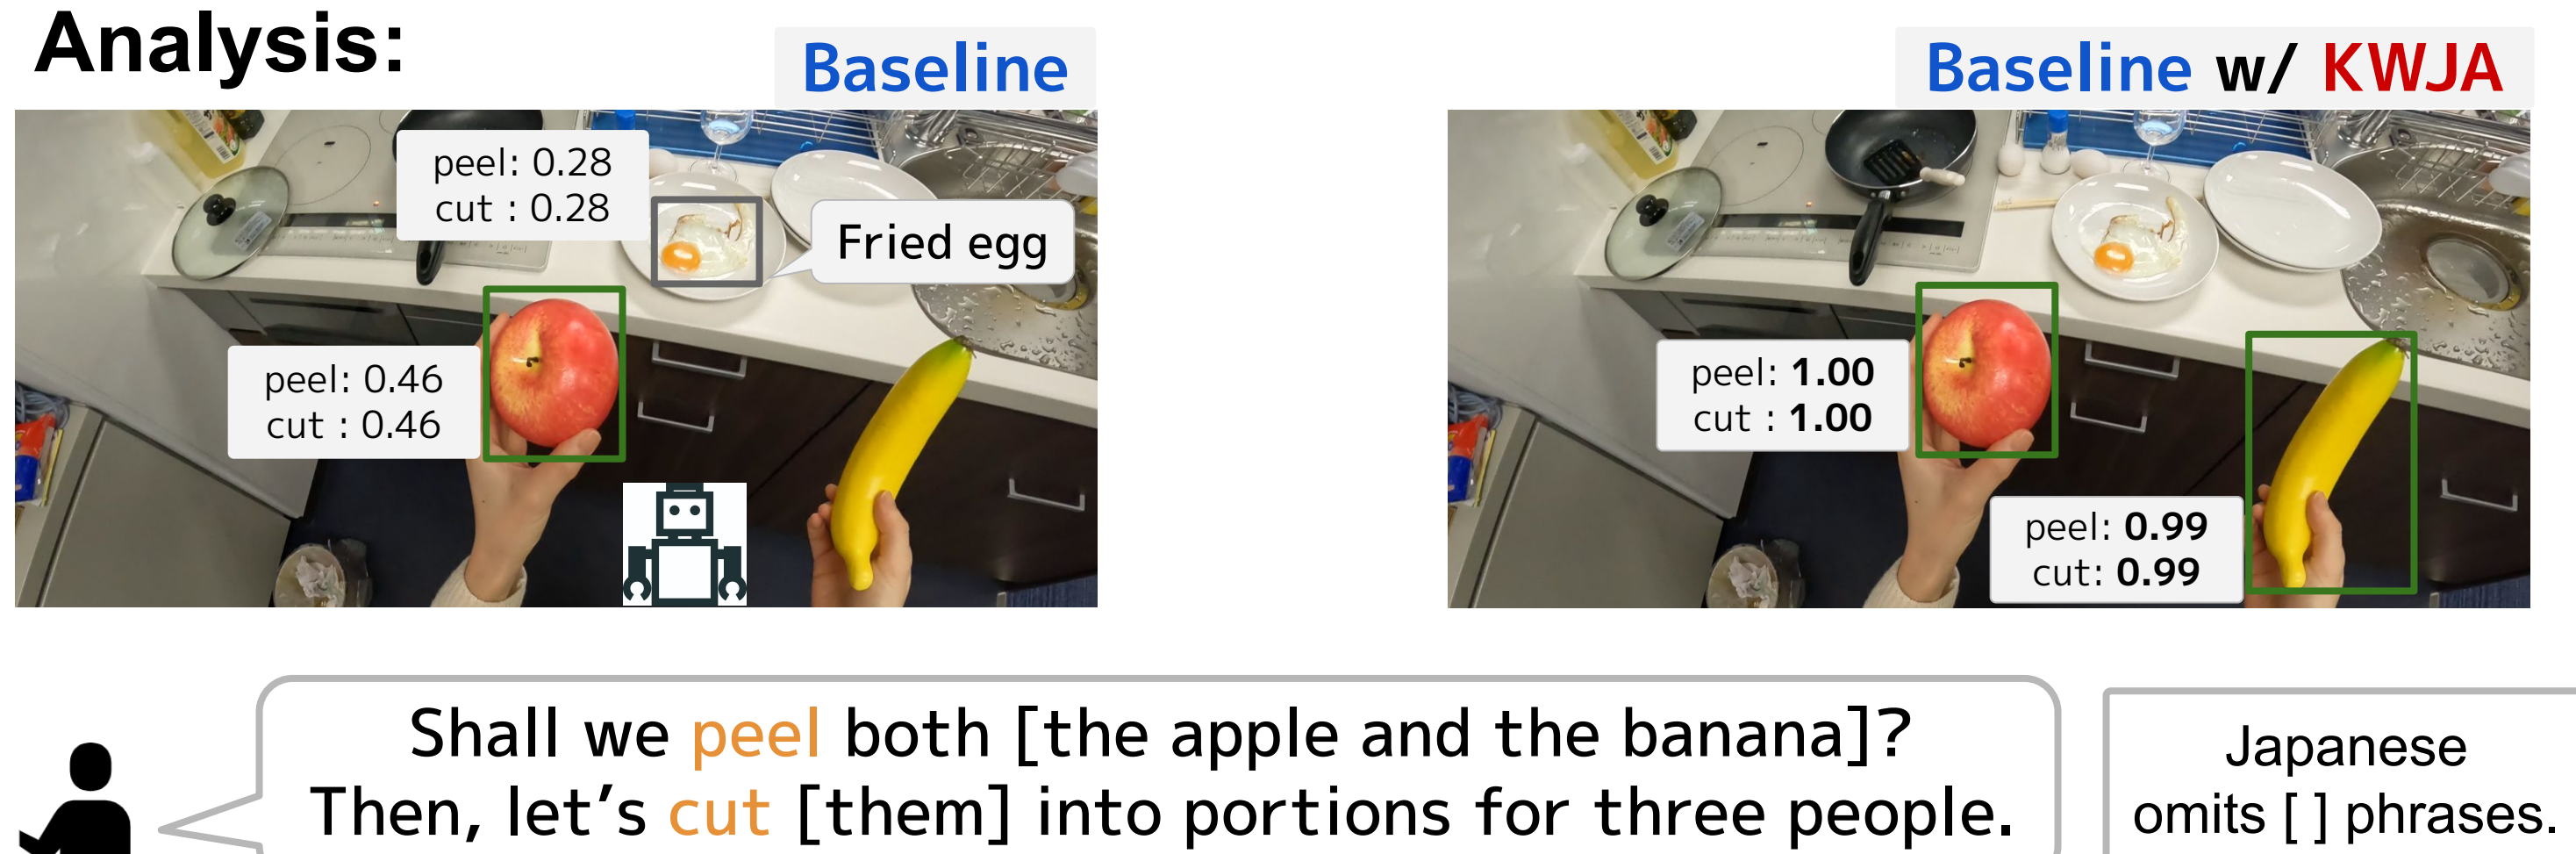 Analysis:
Baseline
Baseline w/ KWJA
peel: 0.28
cut : 0.28
Fried egg
peel: 0.46
cut : 0.46
peel: 1.00
cut : 1.00
peel: 0.99
cut: 0.99
Shall we peel both [the apple and the banana]?
Then, let's cut [them] into portions for three people.
Japanese
omits [ ] phrases.